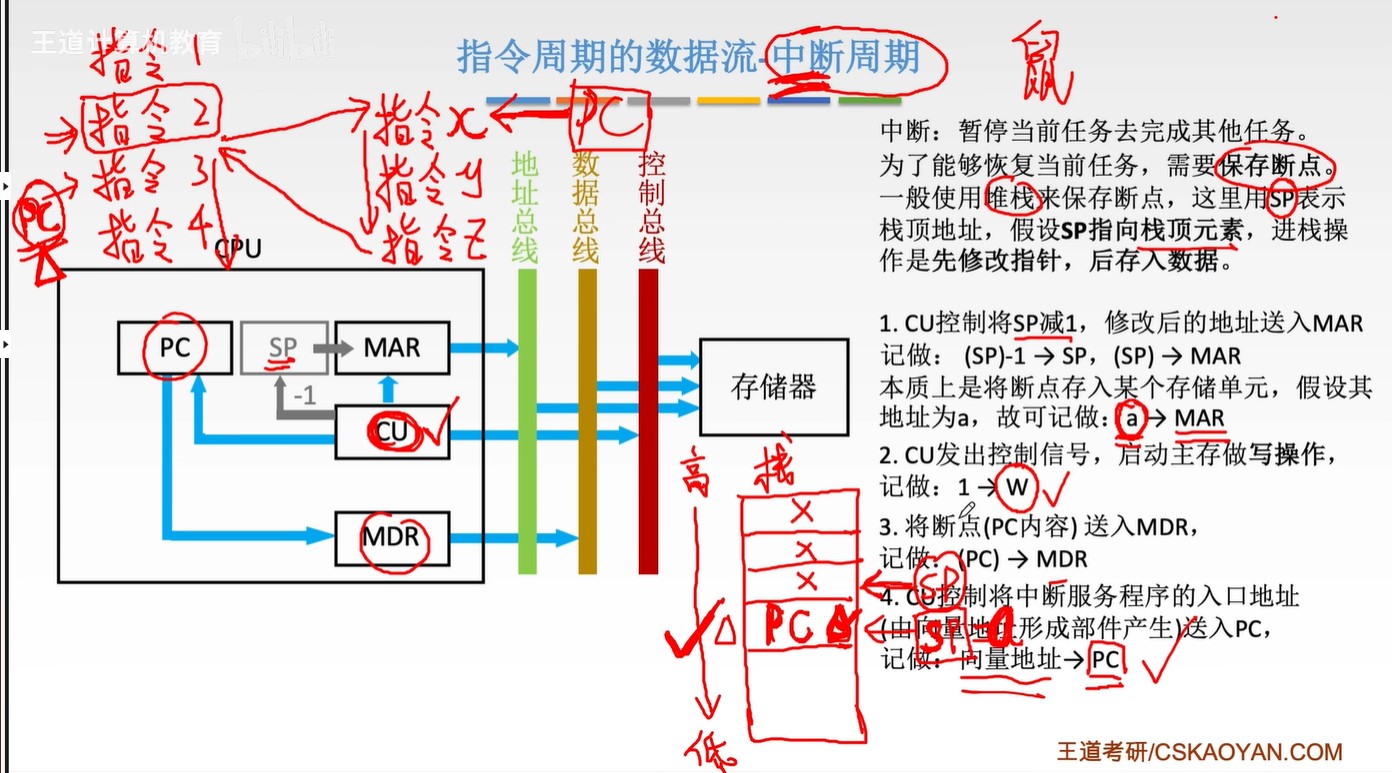 王道计算机教育 bilibili
指令周期的数据流-中断周期
指令1
指令2
指令3
指令4
PC
指令x
指令y
指令z
PC
鼠
地址总线
数据总线
控制总线
CPU
PC
SP
MAR
-1
CU
MDR
存储器
中断：暂停当前任务去完成其他任务。
为了能够恢复当前任务，需要保存断点。
一般使用堆栈来保存断点，这里用SP表示
栈顶地址，假设SP指向栈顶元素，进栈操
作是先修改指针，后存入数据。
1. CU控制将SP减1，修改后的地址送入MAR
记做： (SP)-1 → SP，(SP) → MAR
本质上是将断点存入某个存储单元，假设其
地址为a，故可记做：a → MAR
2. CU发出控制信号，启动主存做写操作，
记做：1 → W
3. 将断点(PC内容) 送入MDR，
记做：(PC) → MDR
4. CU控制将中断服务程序的入口地址
(由向量地址形成部件产生)送入PC，
记做：向量地址→PC
高
栈
×
×
×
SP
PC
SP
a
低
王道考研/CSKAOYAN.COM